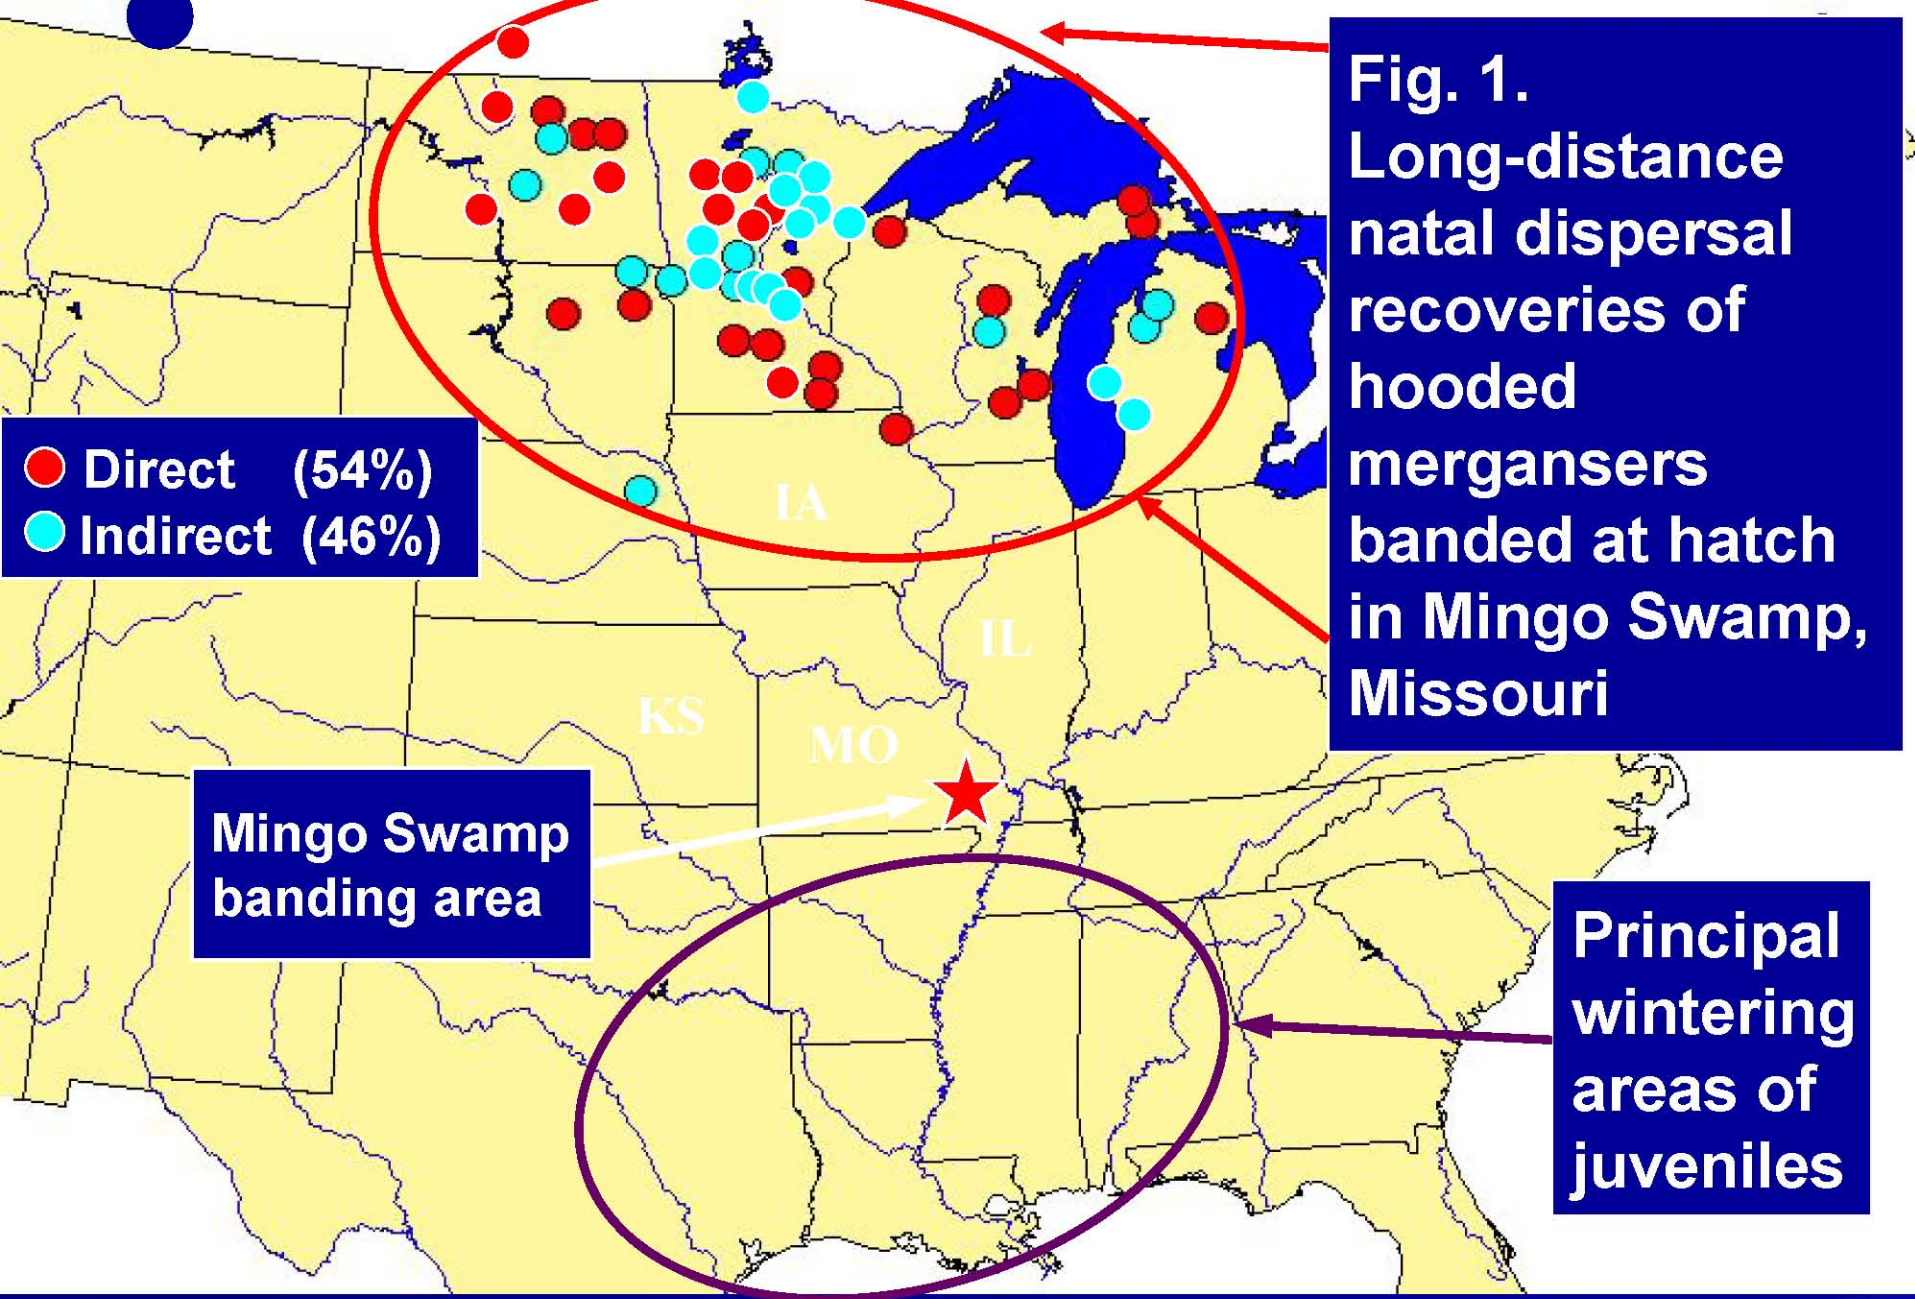 Fig. 1.
Long-distance
natal dispersal
recoveries of
hooded
mergansers
banded at hatch
in Mingo Swamp,
Missouri
Direct (54%)
Indirect (46%)
IA
IL
KS
MO
Mingo Swamp
banding area
Principal
wintering
areas of
juveniles